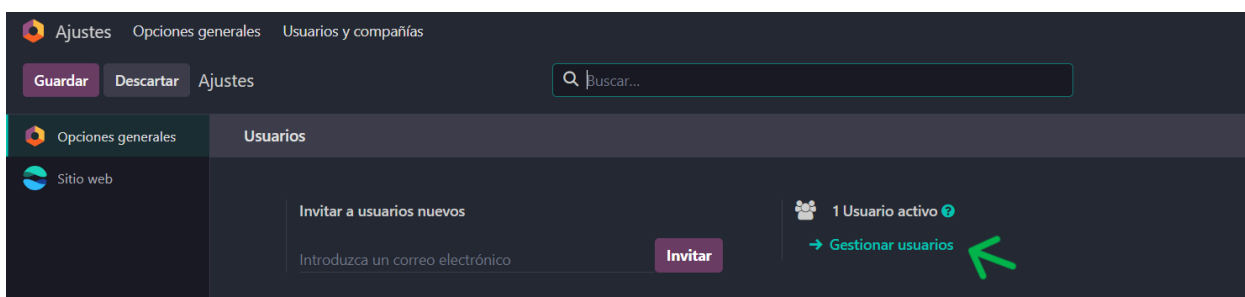 Ajustes Opciones generales Usuarios y compañías
Guardar Descartar Ajustes Buscar...
Opciones generales Usuarios
Sitio web
Invitar a usuarios nuevos 1 Usuario activo ?
Introduzca un correo electrónico Invitar → Gestionar usuarios